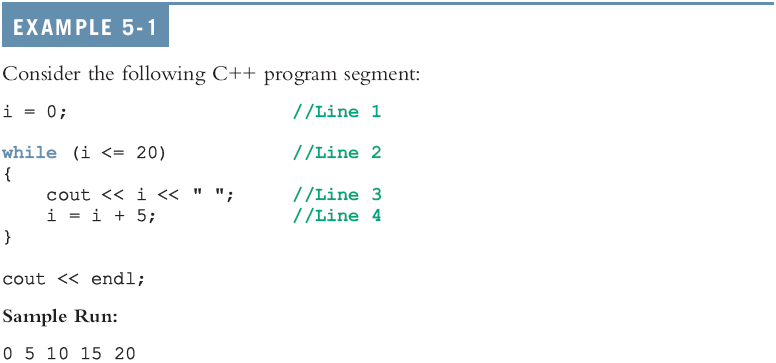 EXAMPLE 5-1
Consider the following C++ program segment:
i = 0; //Line 1
while (i <= 20) //Line 2
{
cout << i << " "; //Line 3
i = i + 5; //Line 4
}
cout << endl;
Sample Run:
0 5 10 15 20